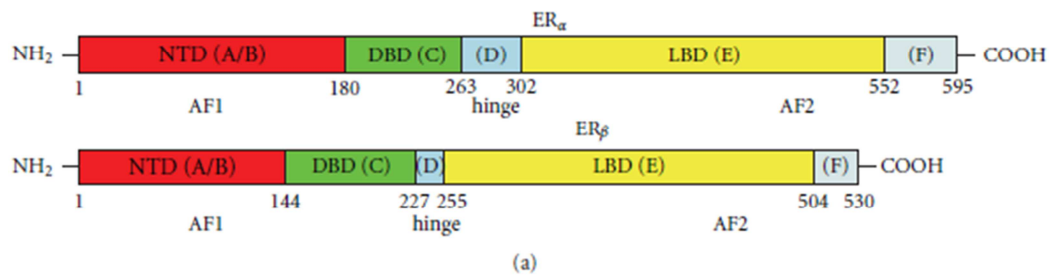 ERα
NH2 NTD (A/B) DBD (C) (D) LBD (E) (F) COOH
1 180 263 302 552 595
AF1 hinge AF2
ERβ
NH2 NTD (A/B) DBD (C) (D) LBD (E) (F) COOH
1 144 227 255 504 530
AF1 hinge AF2
(a)